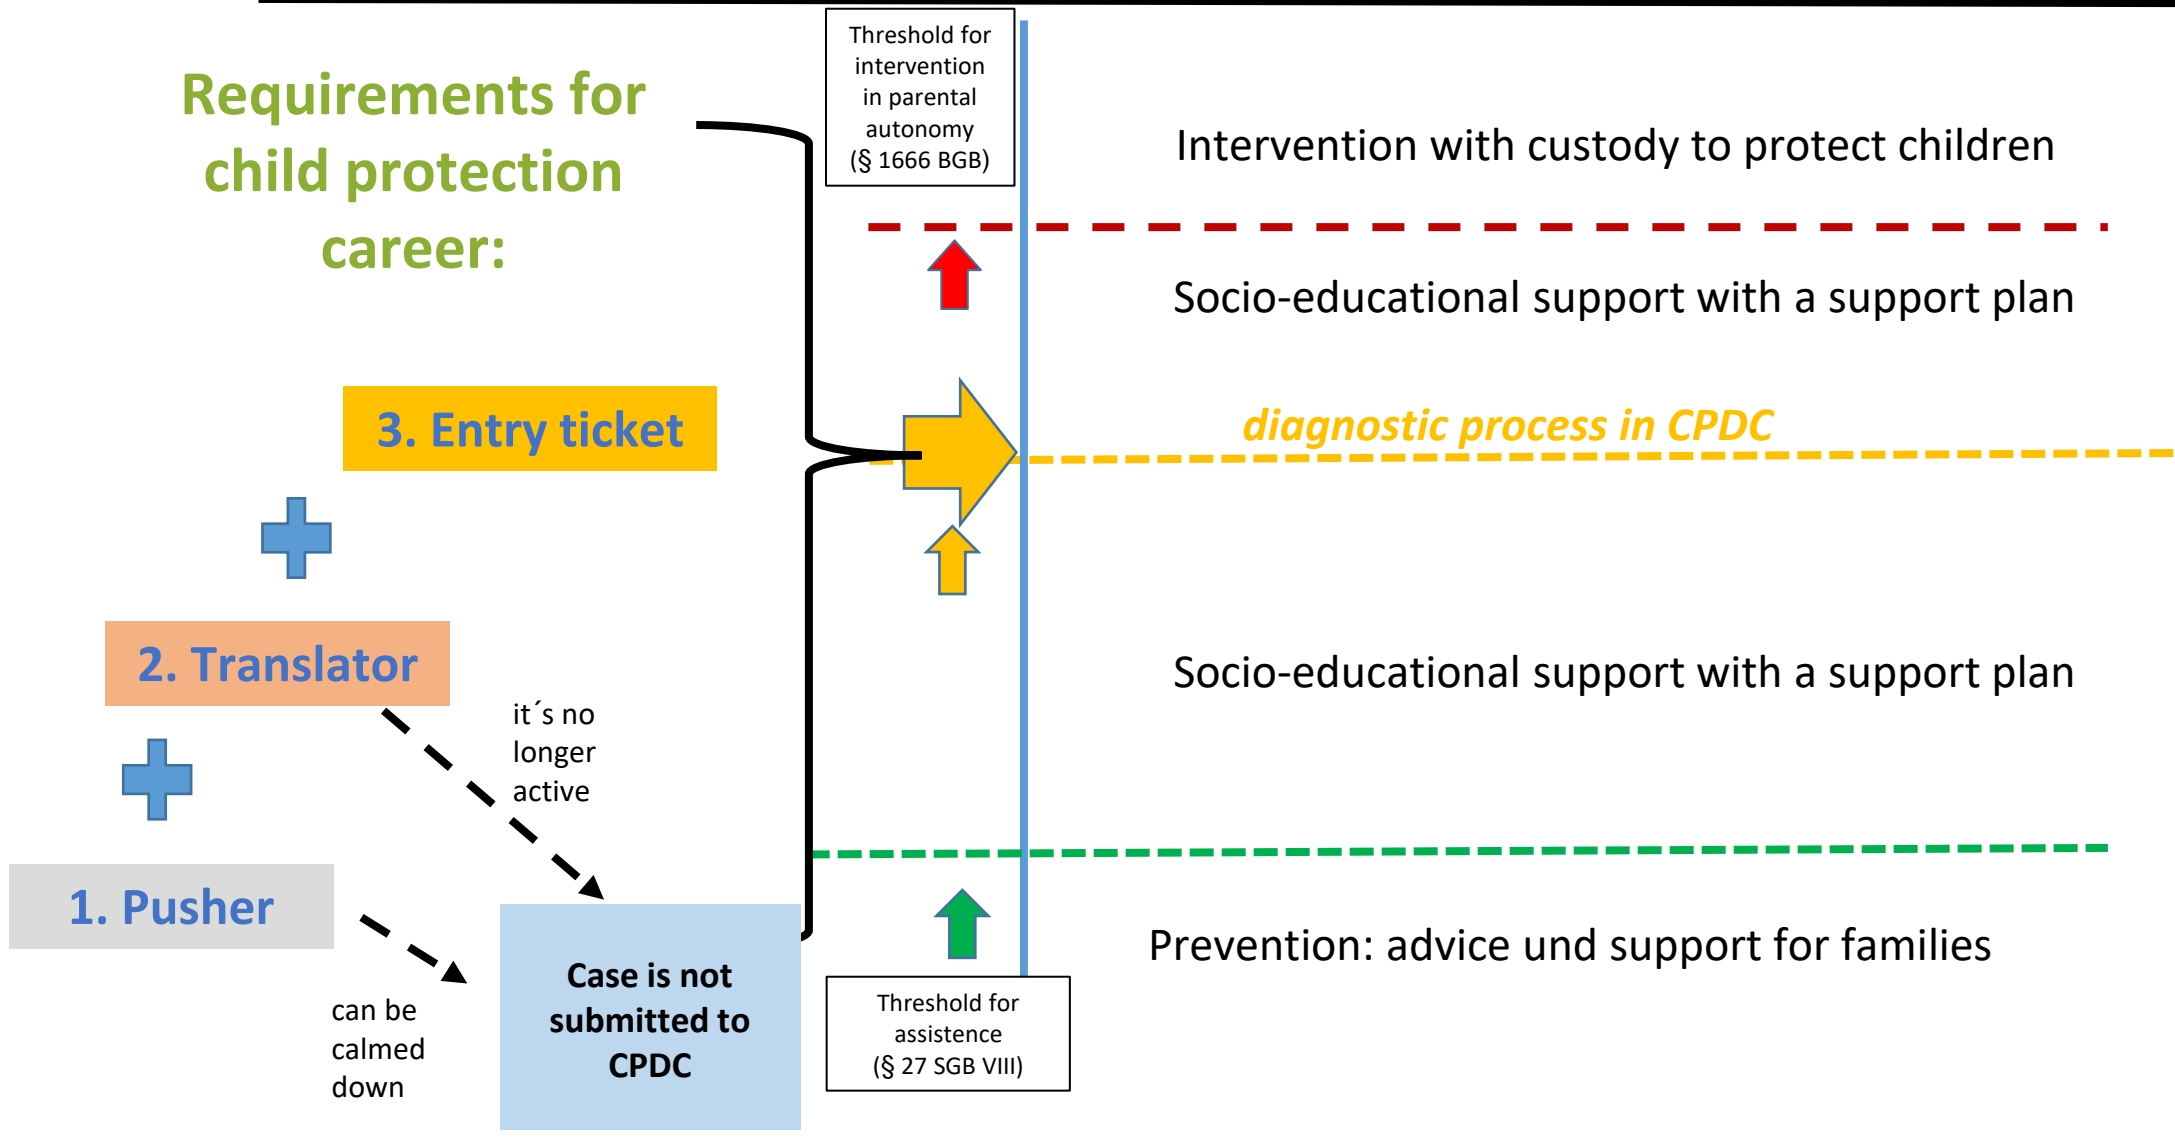 Requirements for
child protection
career:
Threshold for
intervention
in parental
autonomy
(§ 1666 BGB)
Intervention with custody to protect children
Socio-educational support with a support plan
3. Entry ticket
diagnostic process in CPDC
2. Translator
it´s no
longer
active
Socio-educational support with a support plan
1. Pusher
can be
calmed
down
Case is not
submitted to
CPDC
Prevention: advice und support for families
Threshold for
assistence
(§ 27 SGB VIII)